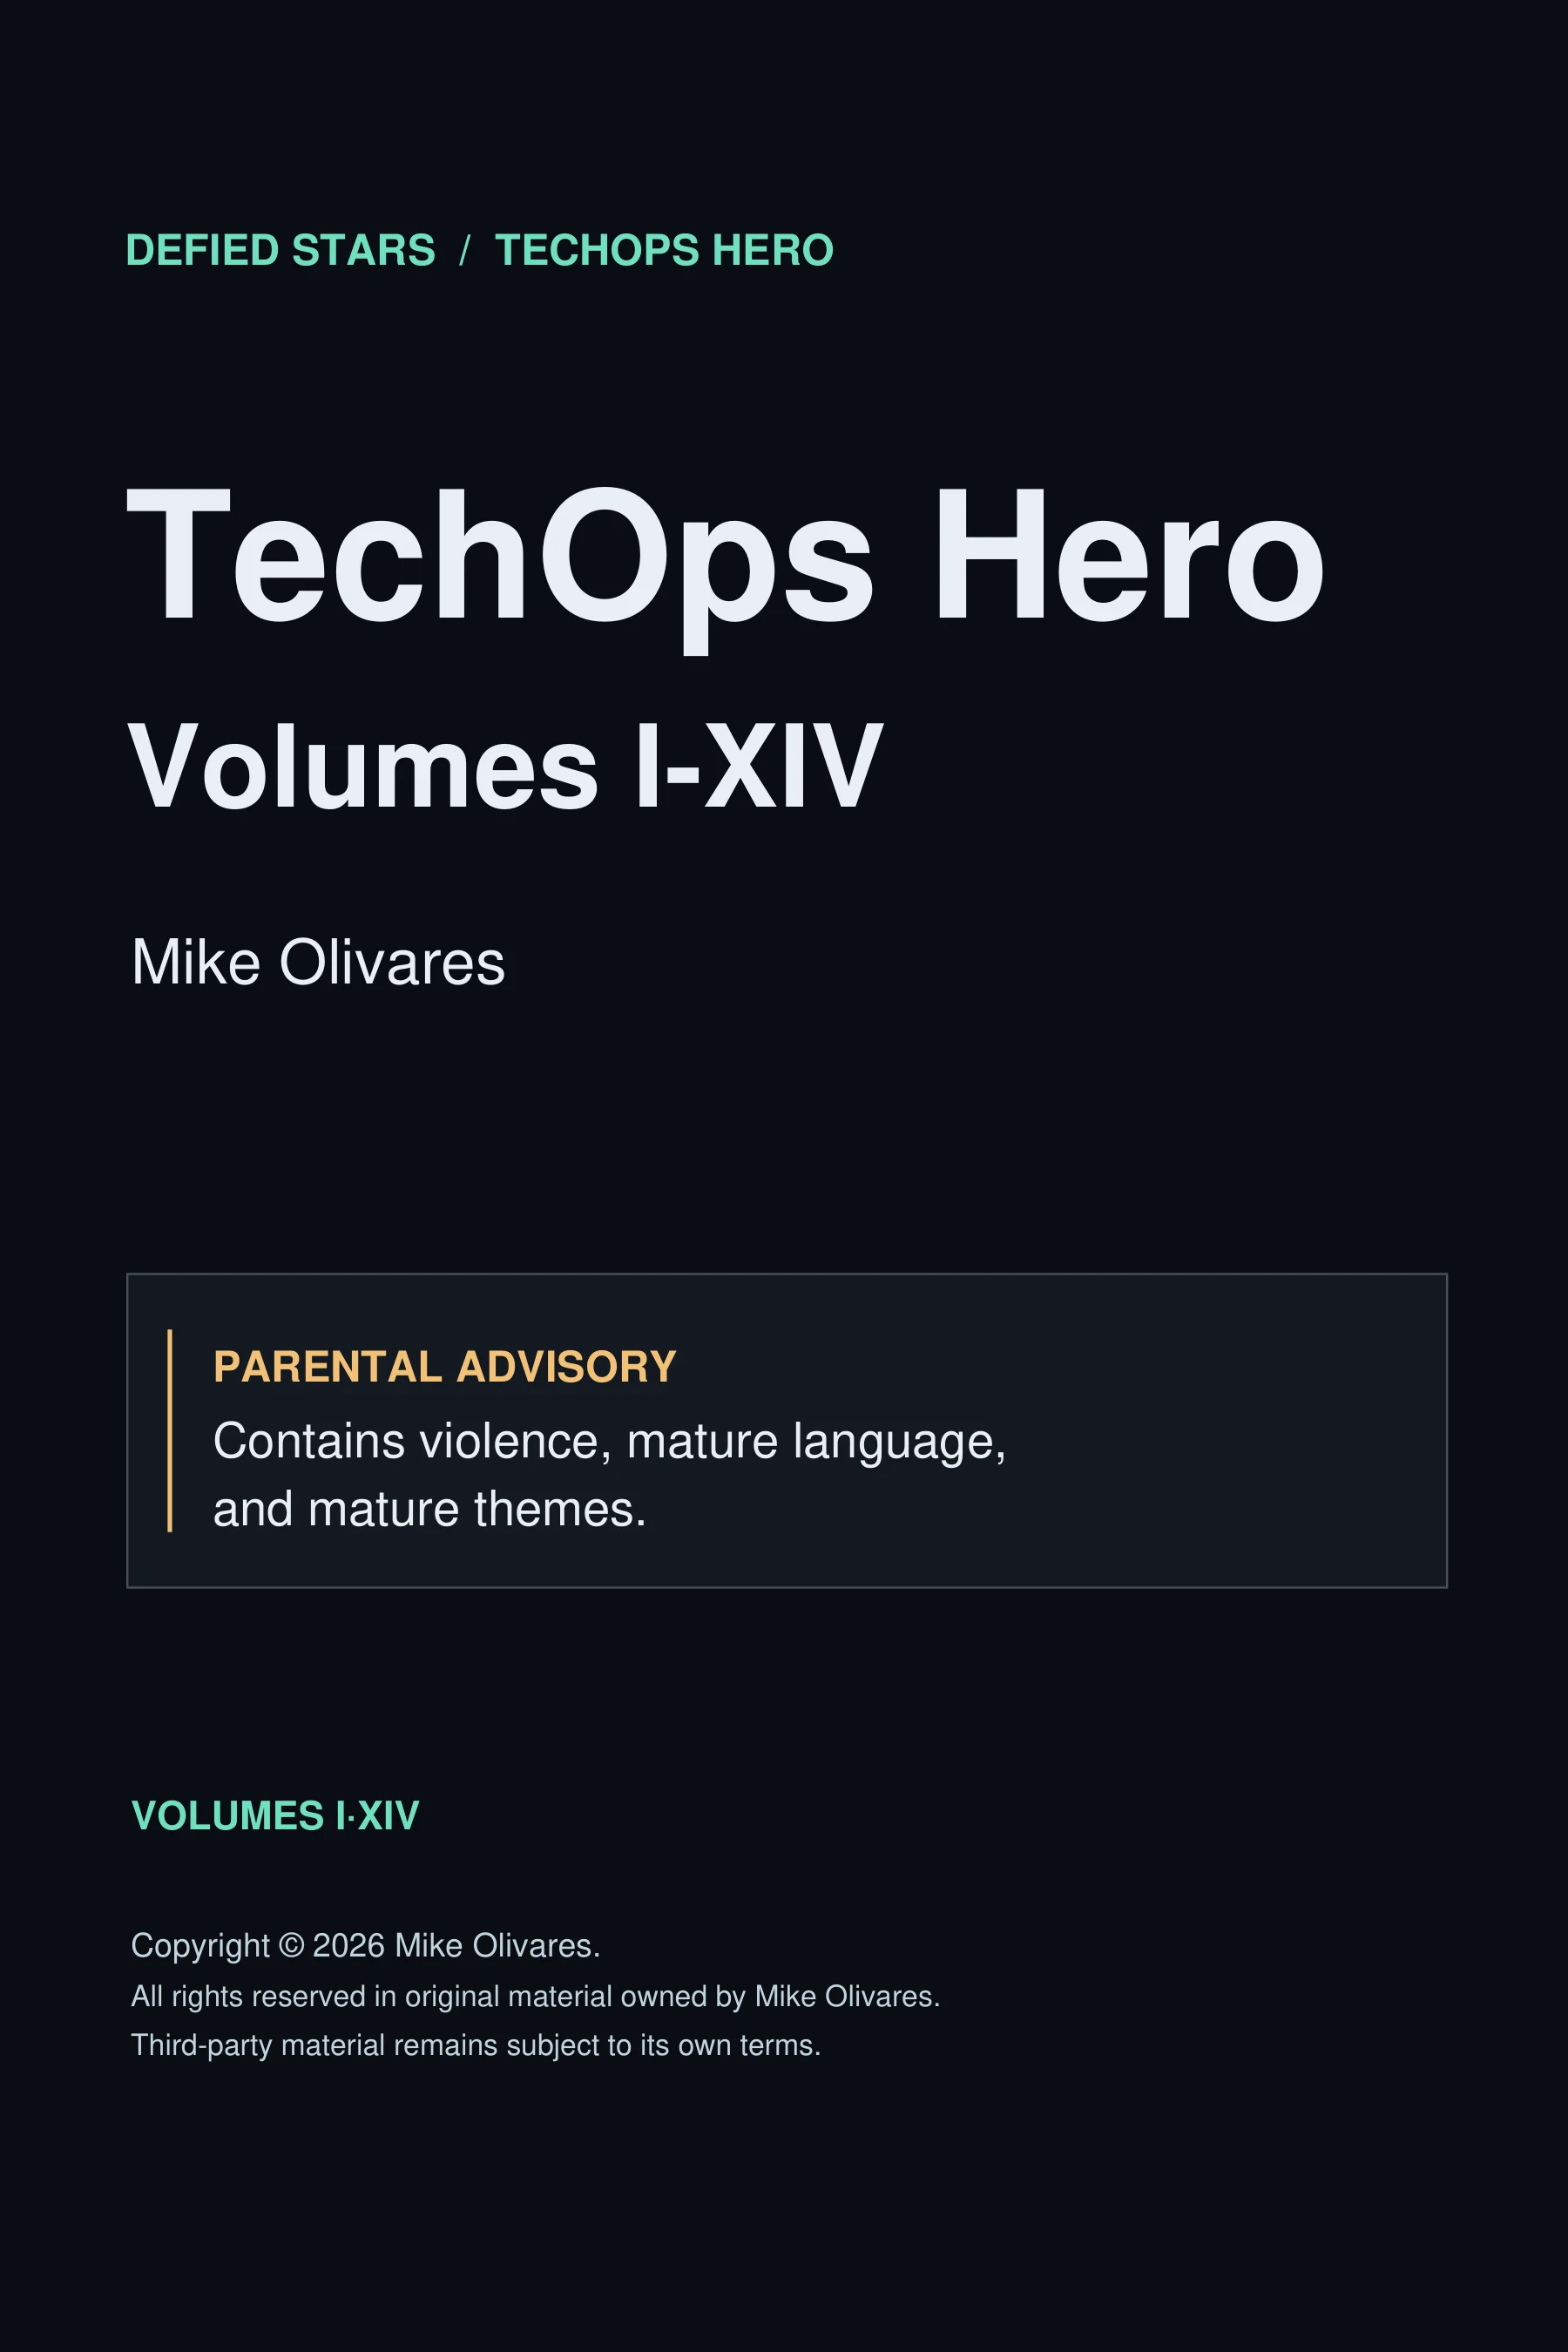 DEFIED STARS / TECHOPS HERO
TechOps Hero
Volumes I-XIV
Mike Olivares
PARENTAL ADVISORY
Contains violence, mature language,
and mature themes.
VOLUMES I·XIV
Copyright © 2026 Mike Olivares.
All rights reserved in original material owned by Mike Olivares.
Third-party material remains subject to its own terms.